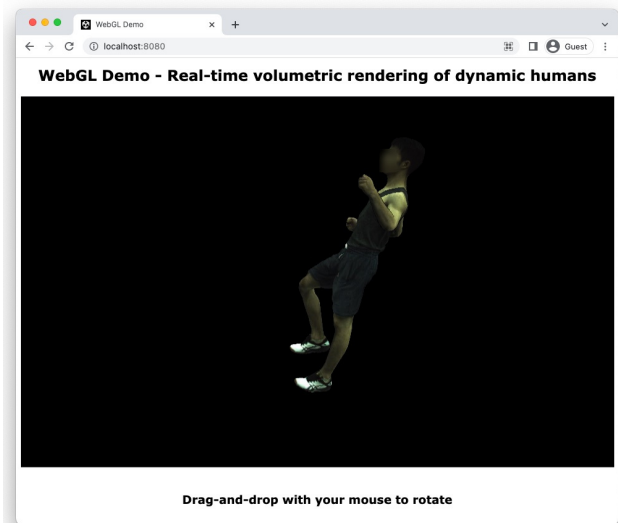 WebGL Demo
localhost:8080
Guest
WebGL Demo - Real-time volumetric rendering of dynamic humans
Drag-and-drop with your mouse to rotate